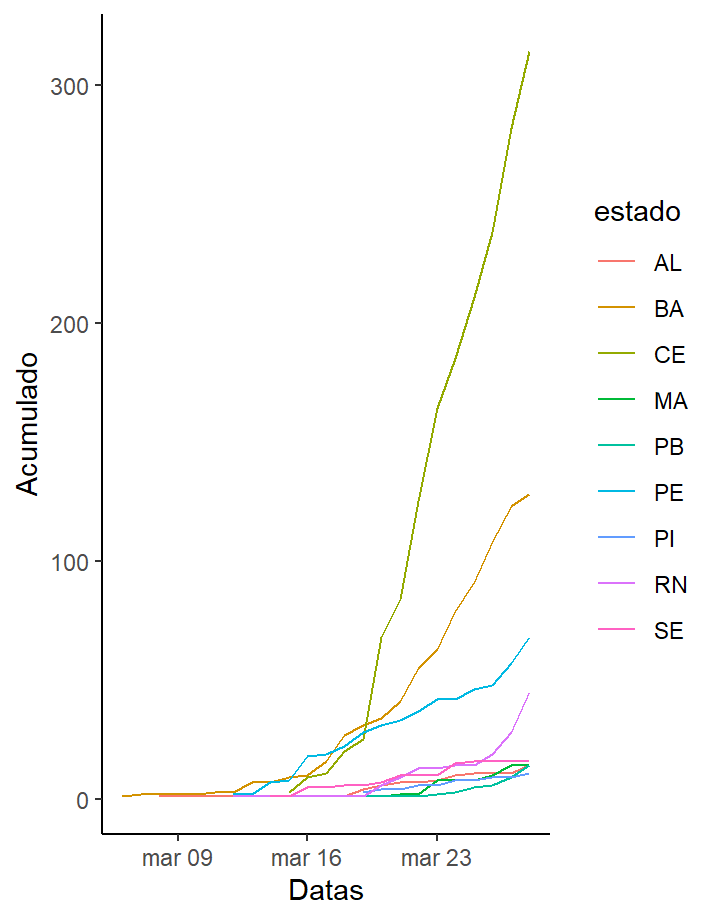 300
200
100
0
Acumulado
mar 09
mar 16
mar 23
Datas
estado
AL
BA
CE
MA
PB
PE
PI
RN
SE